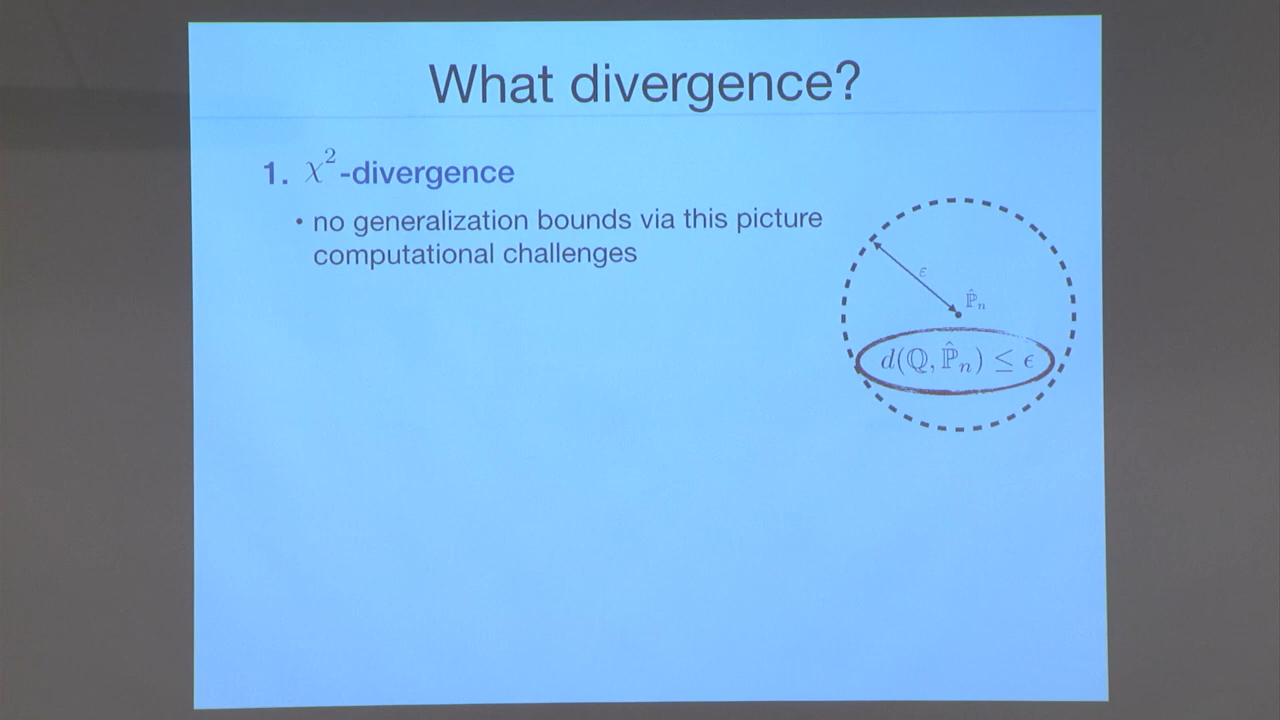 What divergence?
1. χ²-divergence
• no generalization bounds via this picture
computational challenges
ϵ
ℙ̂ₙ
d(ℚ, ℙ̂ₙ) ≤ ϵ